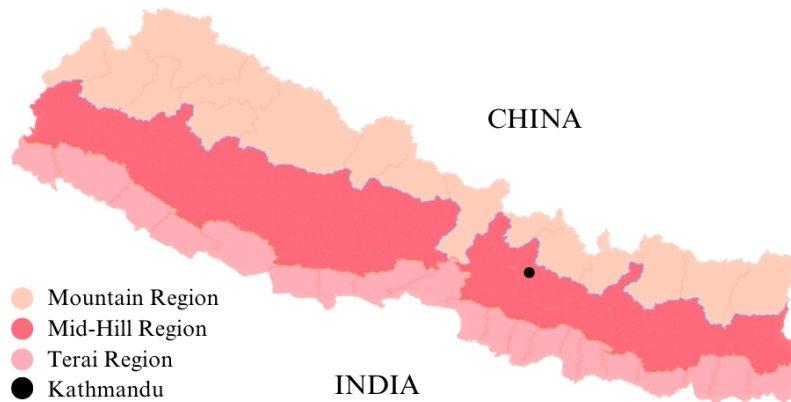 CHINA
Mountain Region
Mid-Hill Region
Terai Region
Kathmandu
INDIA